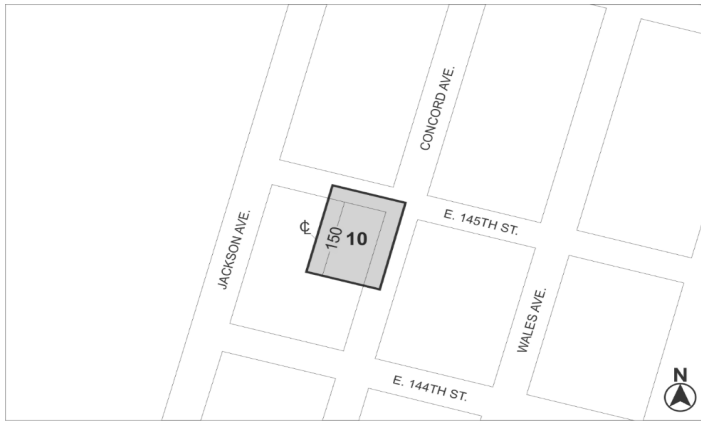 CONCORD AVE.
JACKSON AVE.
℄
150
10
E. 145TH ST.
WALES AVE.
E. 144TH ST.
N